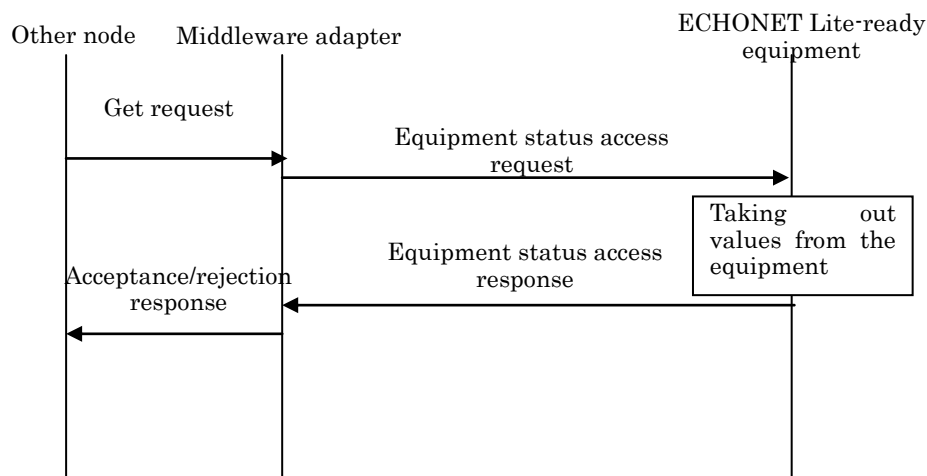 Other node
Middleware adapter
ECHONET Lite-ready
equipment
Get request
Equipment status access
request
Taking out
values from the
equipment
Equipment status access
response
Acceptance/rejection
response